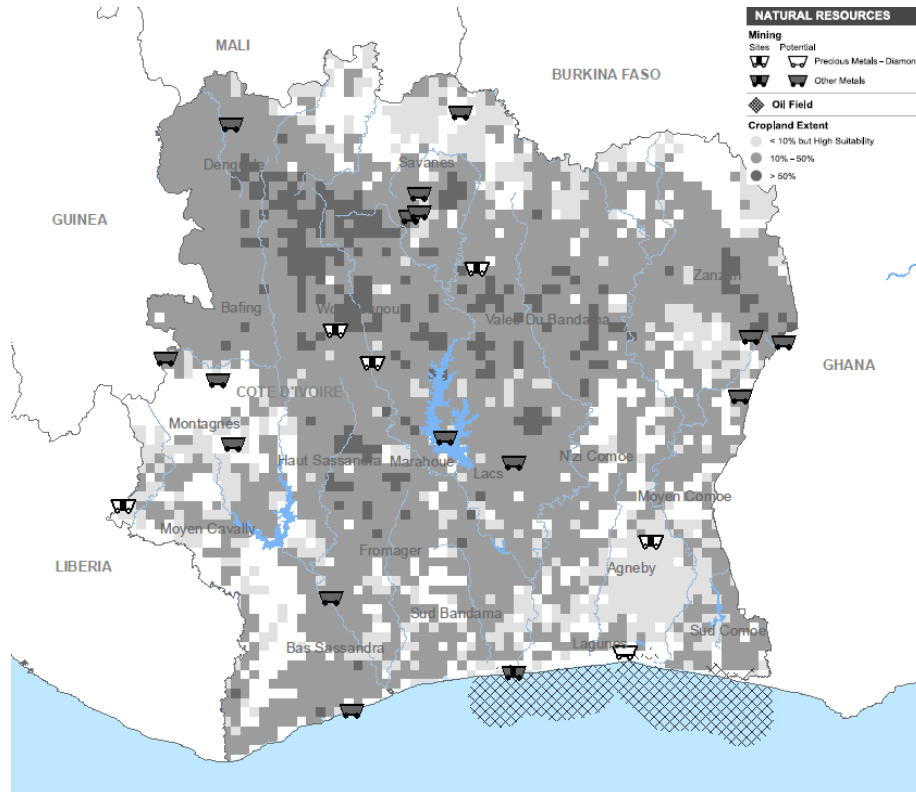 NATURAL RESOURCES
Mining
Sites Potential
Precious Metals – Diamon
Other Metals
Oil Field
Cropland Extent
< 10% but High Suitability
10% – 50%
> 50%
MALI
BURKINA FASO
Savanes
GUINEA
Bafing
Vallee Du Bandama
GHANA
COTE D'IVOIRE
Montagnes
Haut Sassandra
Marahoue
Lacs
N'zi Comoe
Moyen Comoe
Moyen Cavally
Fromager
LIBERIA
Agneby
Sud Bandama
Sud Comoe
Bas Sassandra
Lagunes